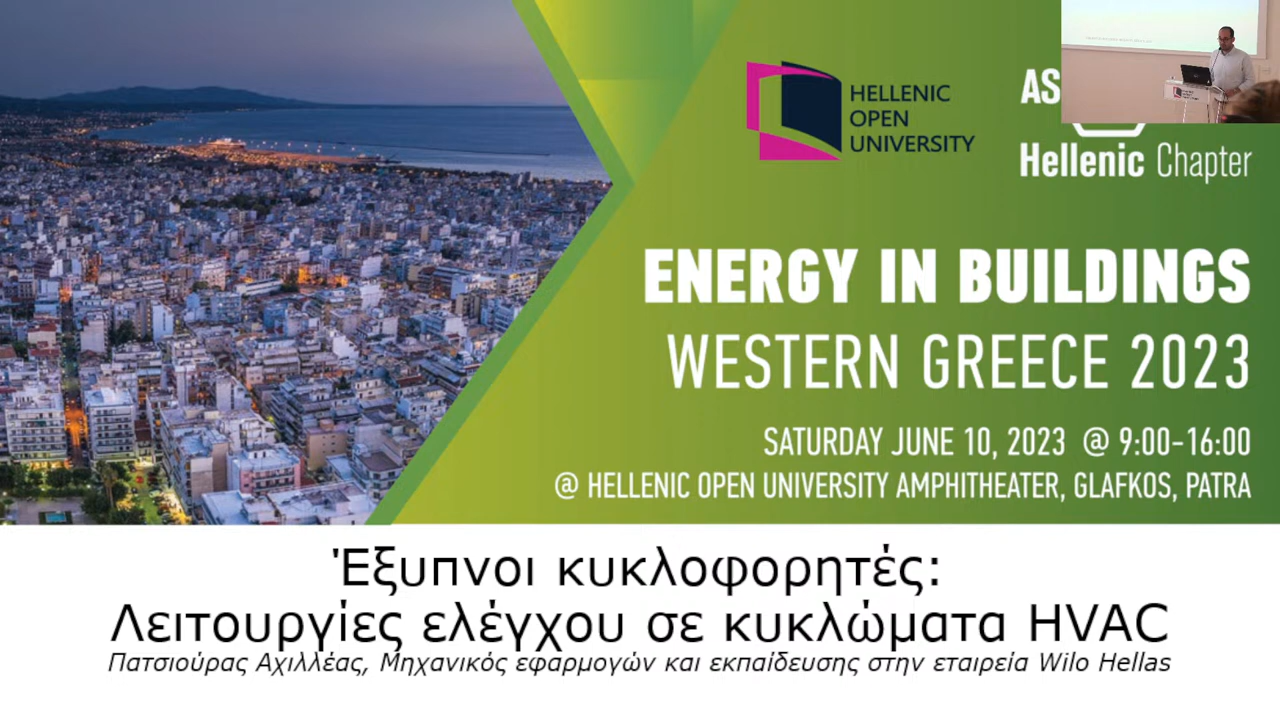 HELLENIC
OPEN
UNIVERSITY
AS
Hellenic Chapter
ENERGY IN BUILDINGS
WESTERN GREECE 2023
SATURDAY JUNE 10, 2023 @ 9:00-16:00
@ HELLENIC OPEN UNIVERSITY AMPHITHEATER, GLAFKOS, PATRA
Έξυπνοι κυκλοφορητές:
Λειτουργίες ελέγχου σε κυκλώματα HVAC
Πατσιούρας Αχιλλέας, Μηχανικός εφαρμογών και εκπαίδευσης στην εταιρεία Wilo Hellas